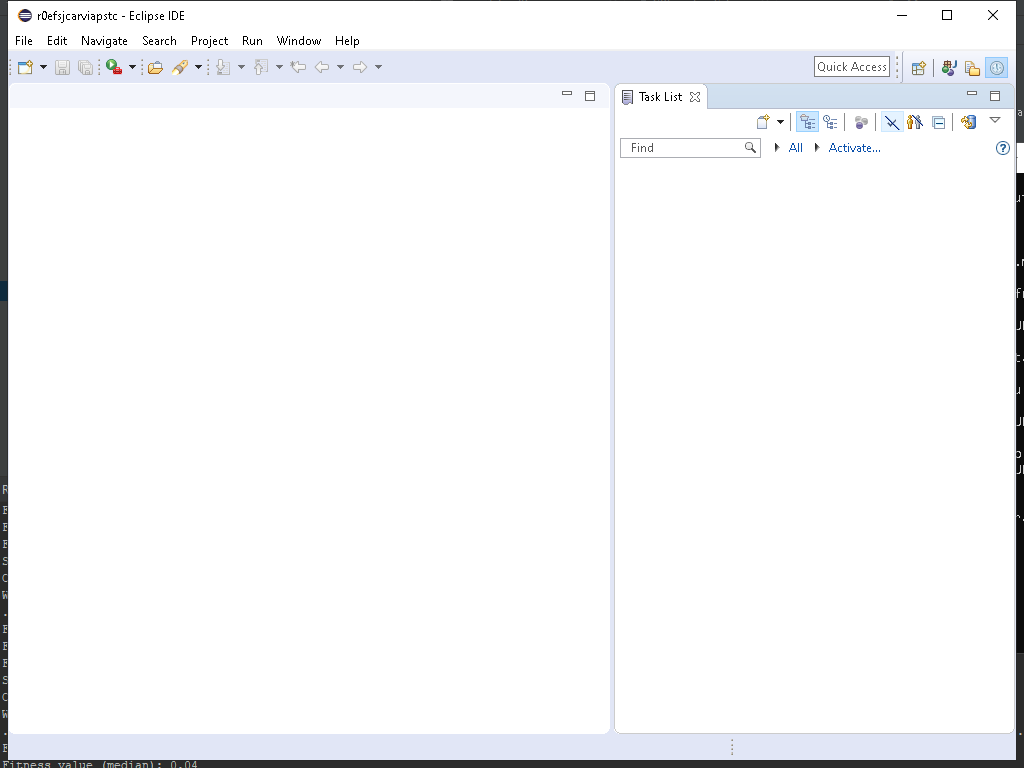 r0efsjcarviapstc - Eclipse IDE
File Edit Navigate Search Project Run Window Help
Quick Access
Task List
Find All Activate...
Fitness value (median): 0.04